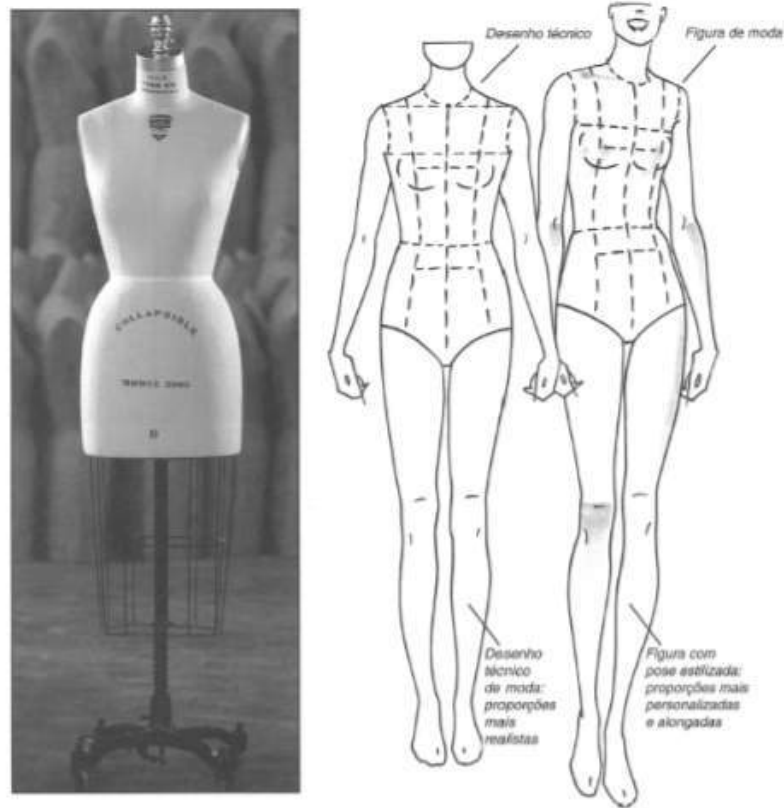 COLLAPSIBLE
Desenho técnico
Figura de moda
Desenho
técnico
de moda:
proporções
mais
realistas
Figura com
pose estilizada:
proporções mais
personalizadas
e alongadas